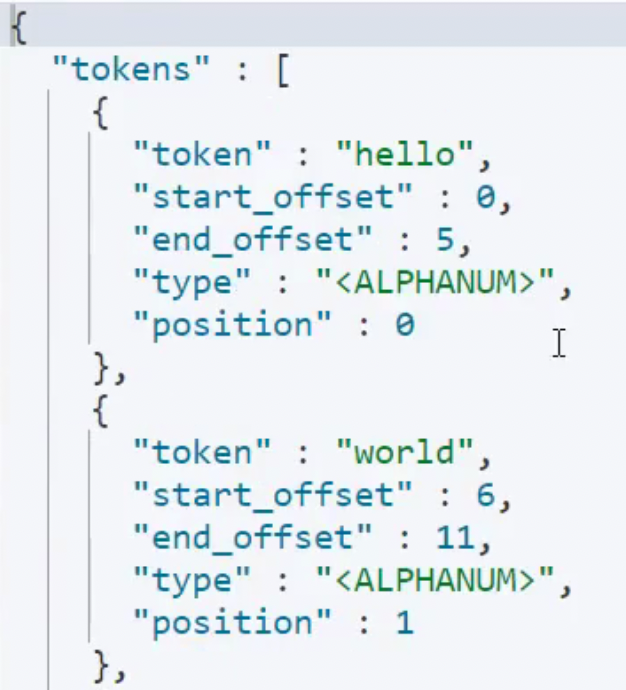 {
  "tokens" : [
    {
      "token" : "hello",
      "start_offset" : 0,
      "end_offset" : 5,
      "type" : "<ALPHANUM>",
      "position" : 0
    },
    {
      "token" : "world",
      "start_offset" : 6,
      "end_offset" : 11,
      "type" : "<ALPHANUM>",
      "position" : 1
    },